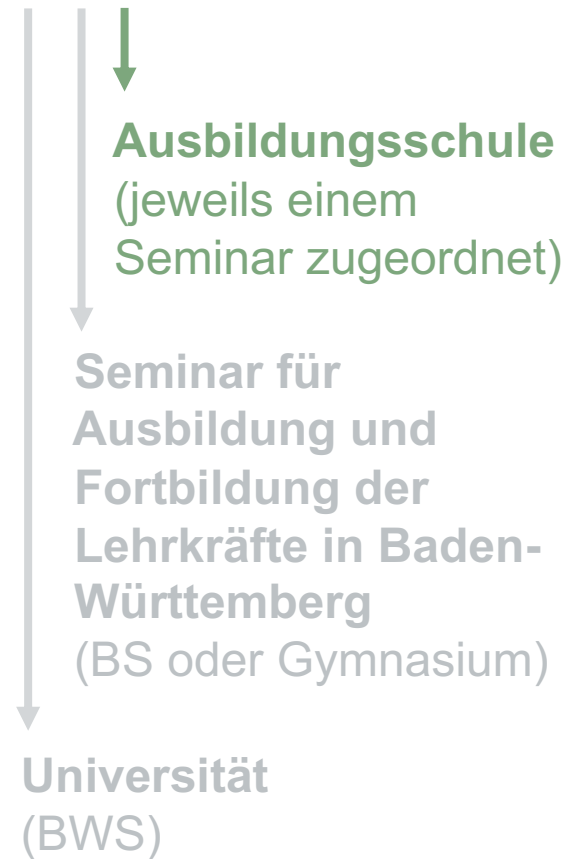 Ausbildungsschule
(jeweils einem
Seminar zugeordnet)
Seminar für
Ausbildung und
Fortbildung der
Lehrkräfte in Baden-
Württemberg
(BS oder Gymnasium)
Universität
(BWS)